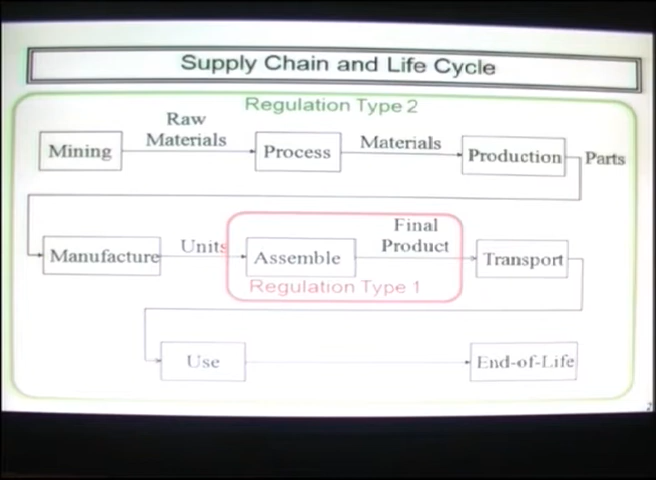 Supply Chain and Life Cycle
Regulation Type 2
Mining
Raw
Materials
Process
Materials
Production
Parts
Manufacture
Units
Assemble
Final
Product
Transport
Regulation Type 1
Use
End-of-Life
2